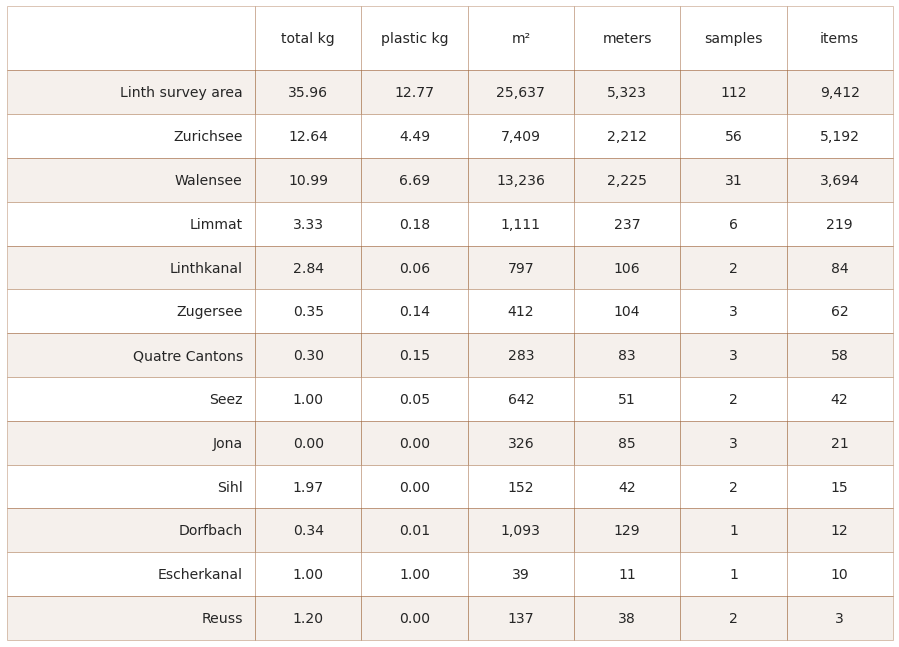 total kg plastic kg m² meters samples items
Linth survey area 35.96 12.77 25,637 5,323 112 9,412
Zurichsee 12.64 4.49 7,409 2,212 56 5,192
Walensee 10.99 6.69 13,236 2,225 31 3,694
Limmat 3.33 0.18 1,111 237 6 219
Linthkanal 2.84 0.06 797 106 2 84
Zugersee 0.35 0.14 412 104 3 62
Quatre Cantons 0.30 0.15 283 83 3 58
Seez 1.00 0.05 642 51 2 42
Jona 0.00 0.00 326 85 3 21
Sihl 1.97 0.00 152 42 2 15
Dorfbach 0.34 0.01 1,093 129 1 12
Escherkanal 1.00 1.00 39 11 1 10
Reuss 1.20 0.00 137 38 2 3